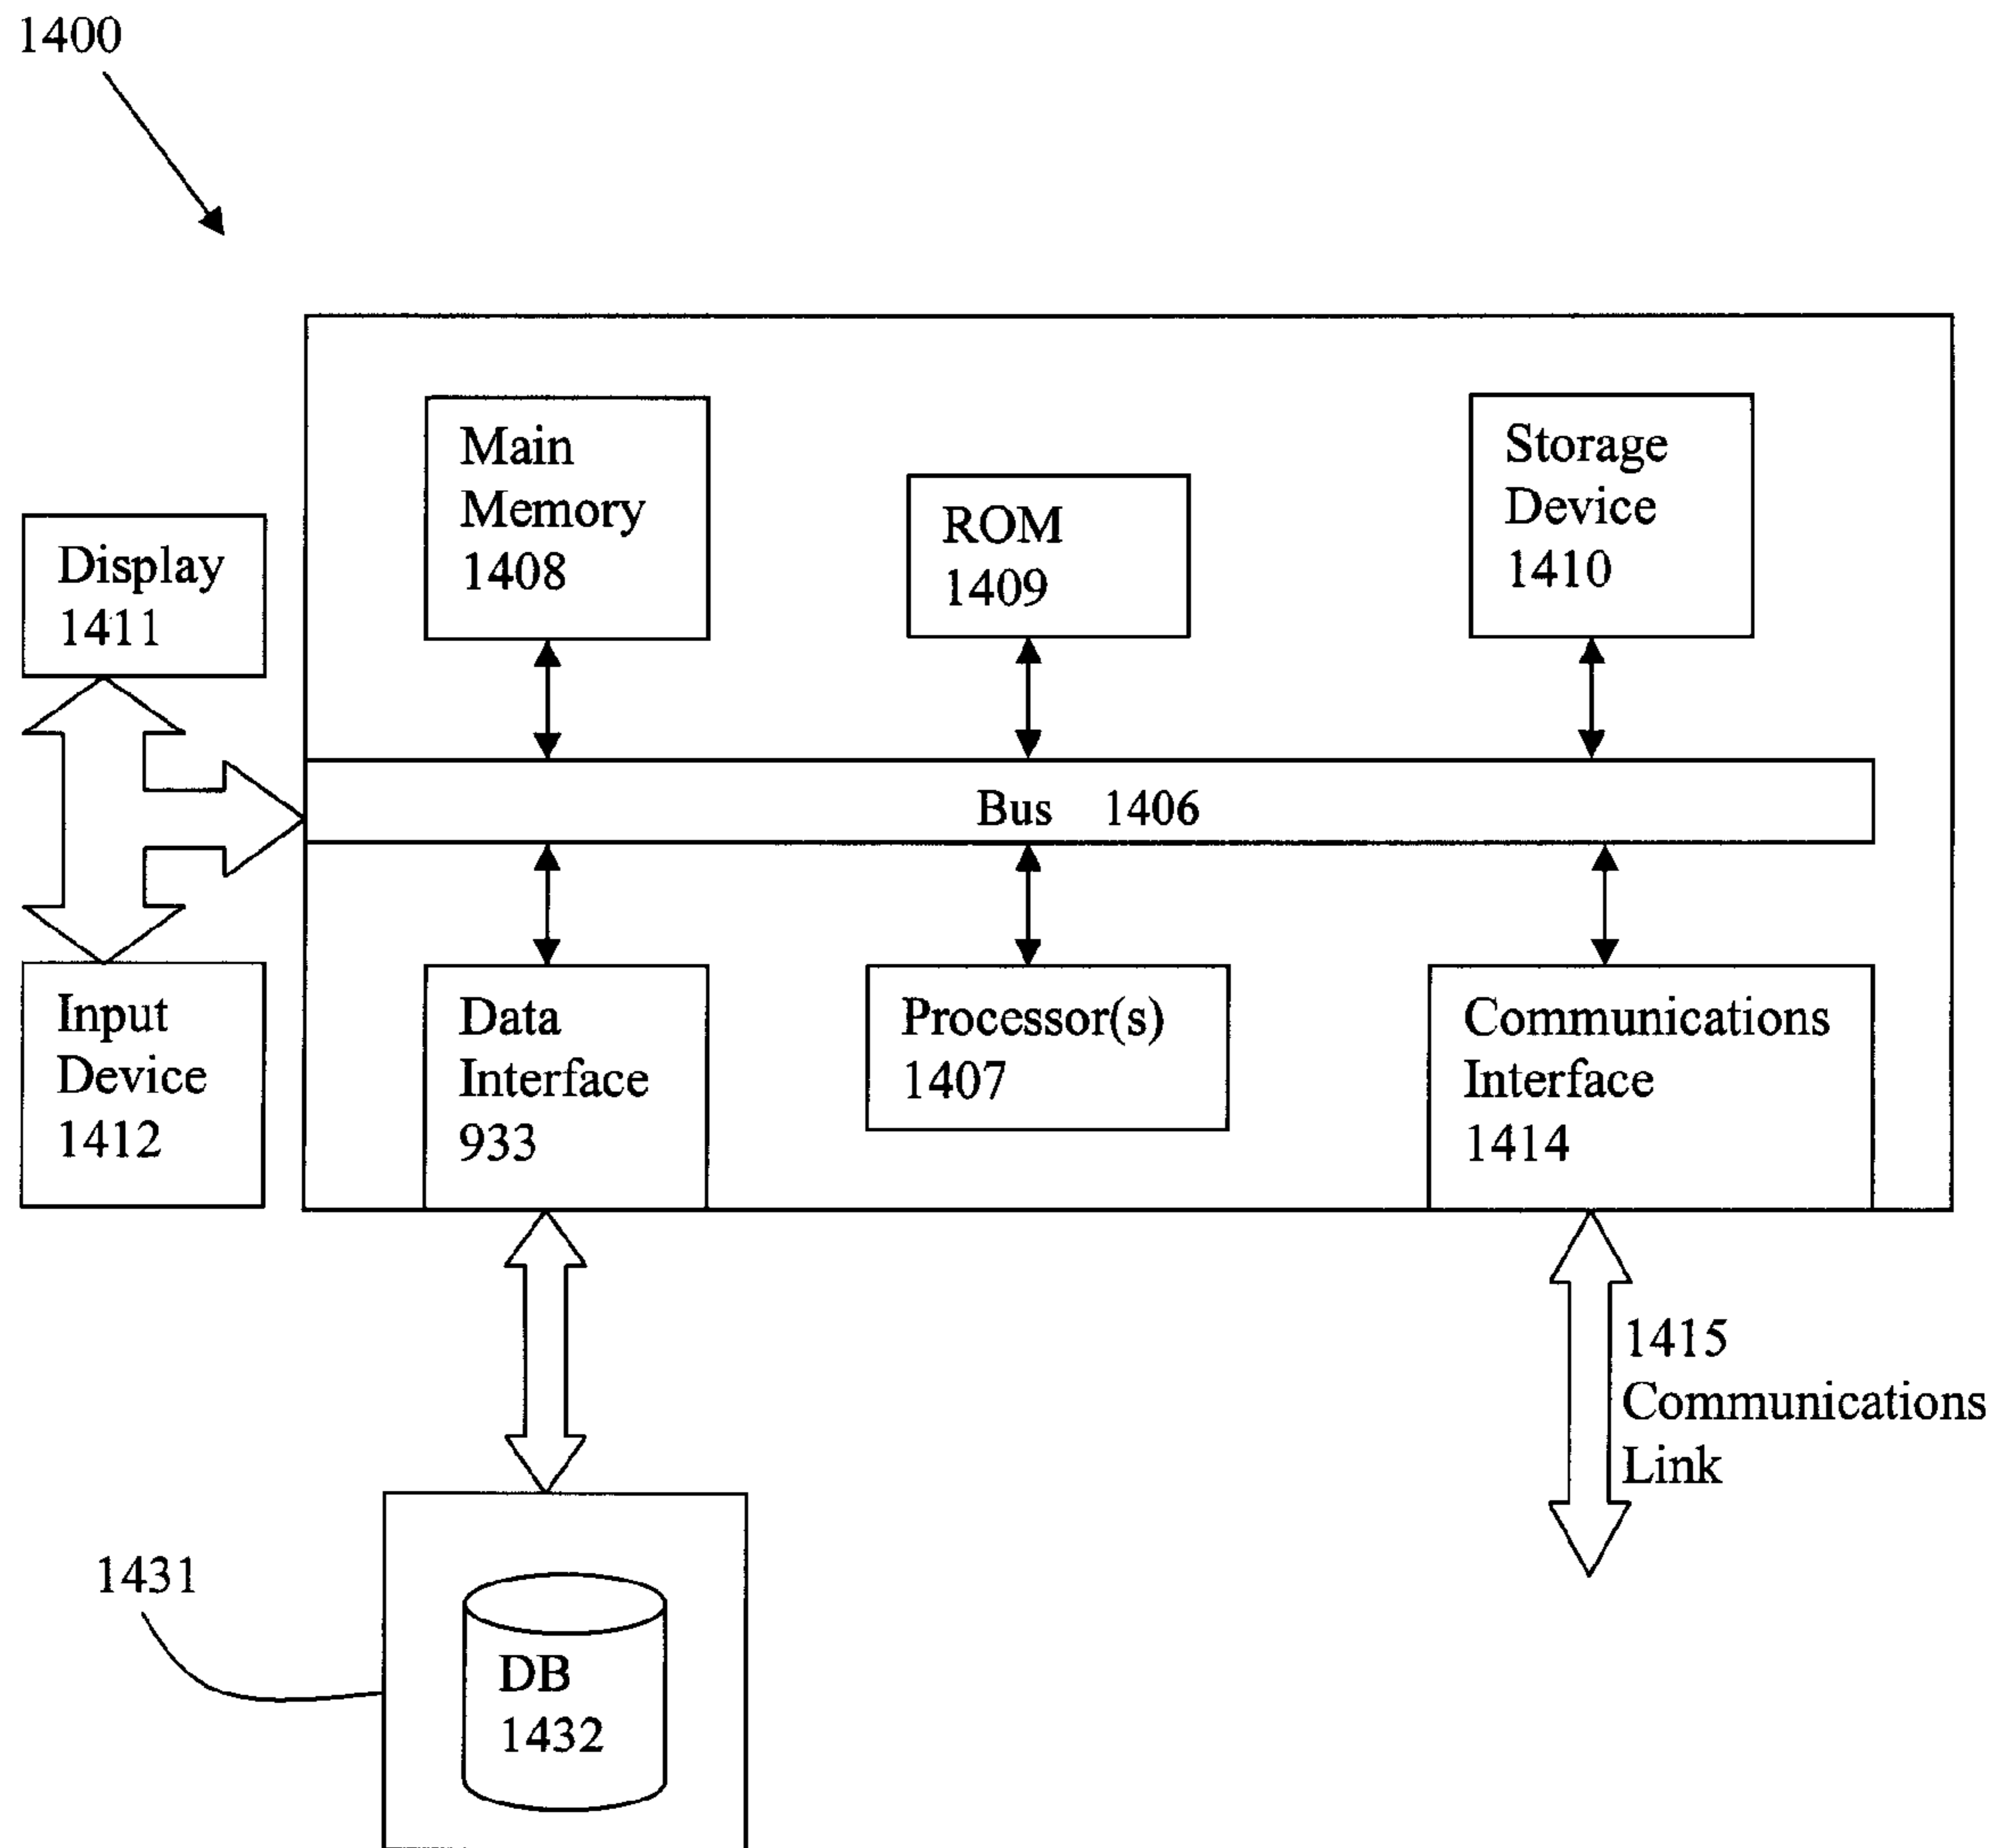 1400
Main
Memory
1408
ROM
1409
Storage
Device
1410
Display
1411
Bus 1406
Input
Device
1412
Data
Interface
933
Processor(s)
1407
Communications
Interface
1414
1415
Communications
Link
1431
DB
1432